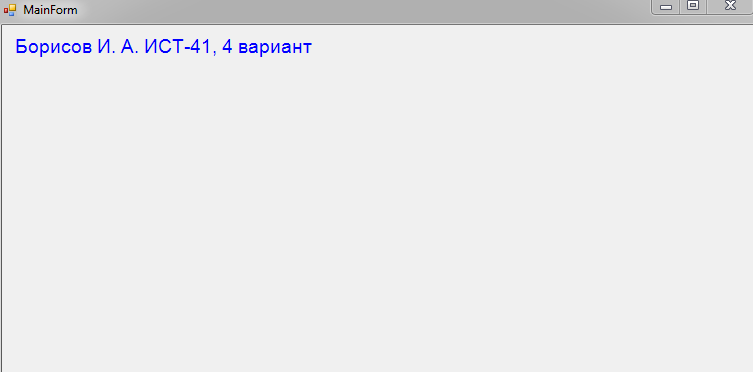 MainForm
Борисов И. А. ИСТ-41, 4 вариант